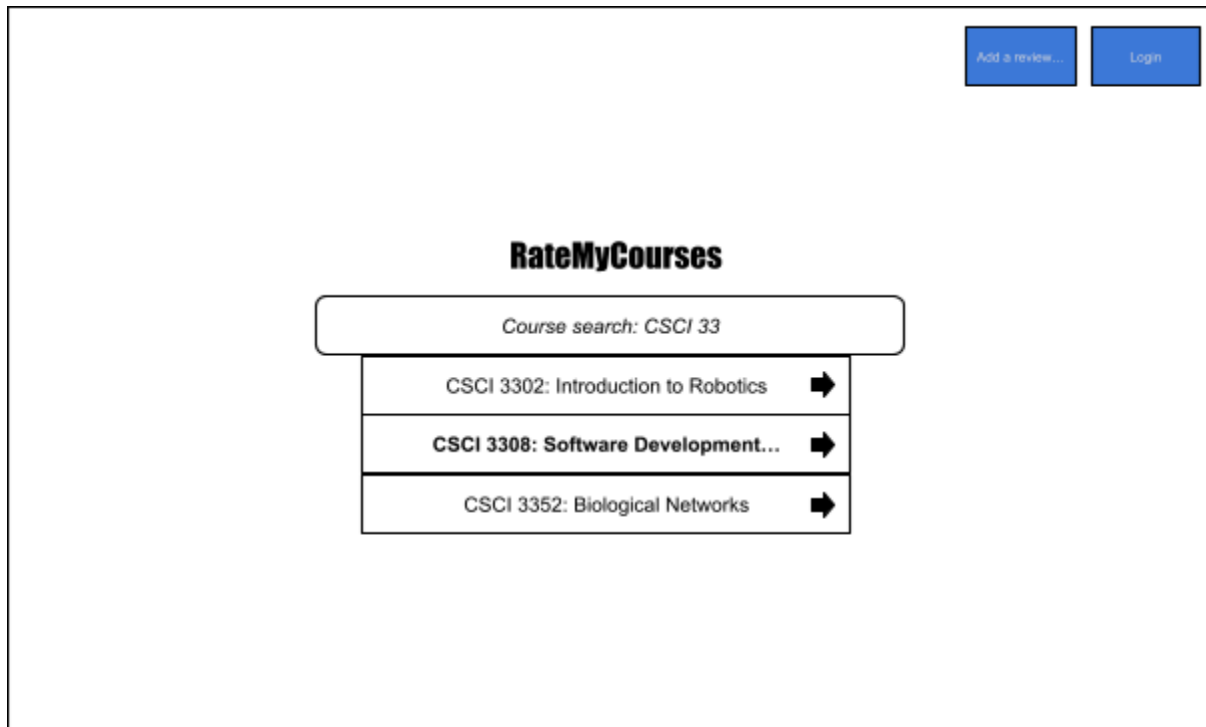 Add a review...
Login
RateMyCourses
Course search: CSCI 33
CSCI 3302: Introduction to Robotics
CSCI 3308: Software Development...
CSCI 3352: Biological Networks